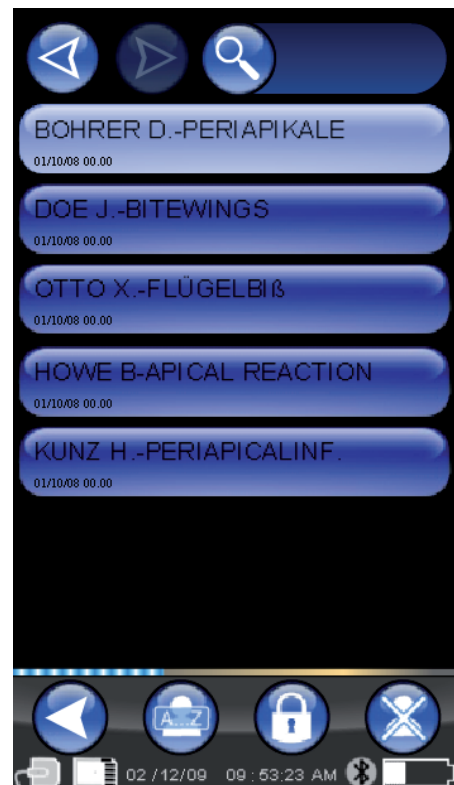 BOHRER D.-PERIAPIKALE
01/10/08 00.00
DOE J.-BITEWINGS
01/10/08 00.00
OTTO X.-FLÜGELBIß
01/10/08 00.00
HOWE B-APICAL REACTION
01/10/08 00.00
KUNZ H.-PERIAPICALINF.
01/10/08 00.00
A...Z
02 /12/09 09 : 53:23 AM